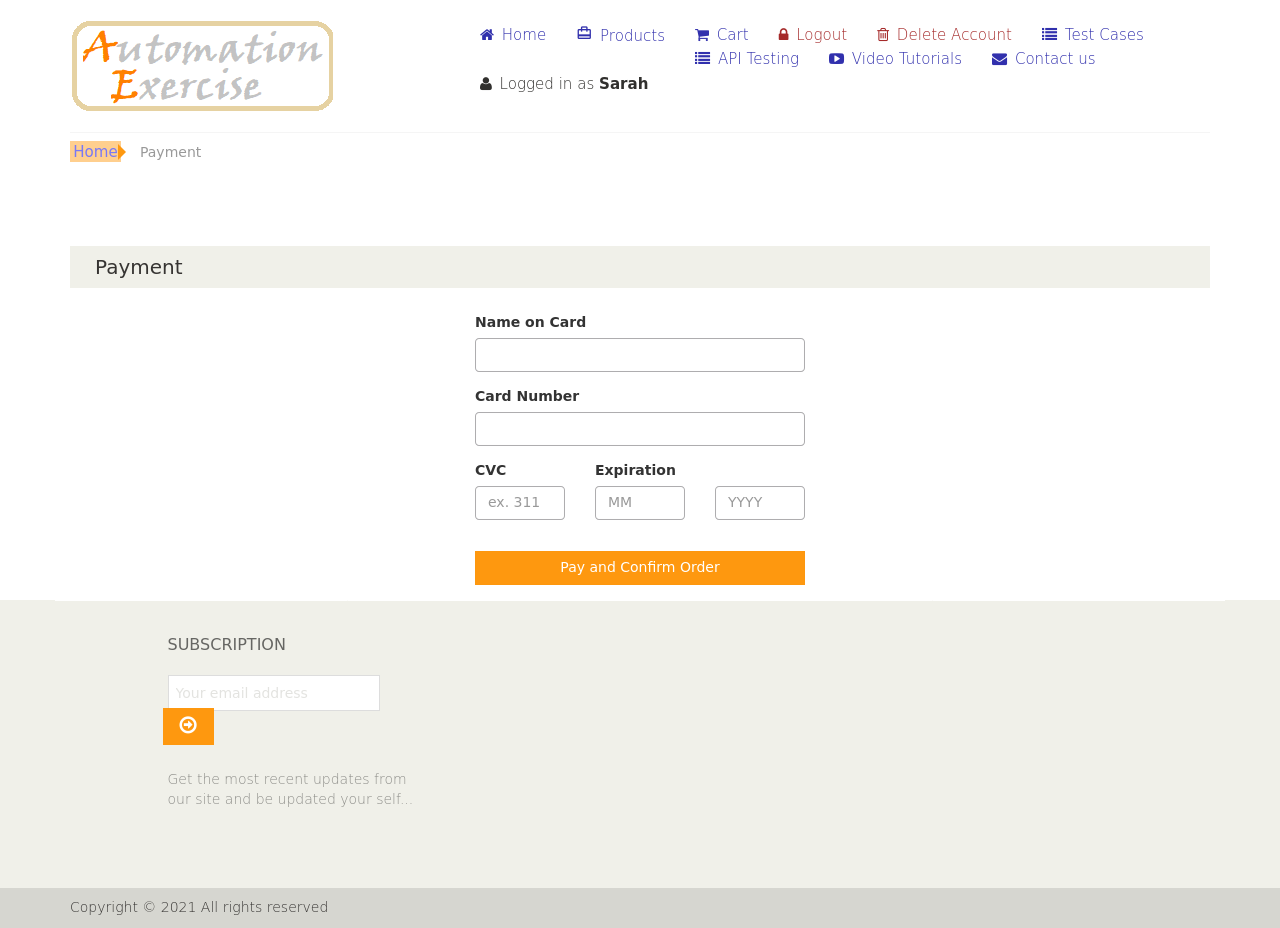 Automation
Exercise
Home
Products
Cart
Logout
Delete Account
Test Cases
API Testing
Video Tutorials
Contact us
Logged in as Sarah
Home
Payment
Payment
Name on Card
Card Number
CVC
Expiration
ex. 311
MM
YYYY
Pay and Confirm Order
SUBSCRIPTION
Your email address
Get the most recent updates from
our site and be updated your self...
Copyright © 2021 All rights reserved